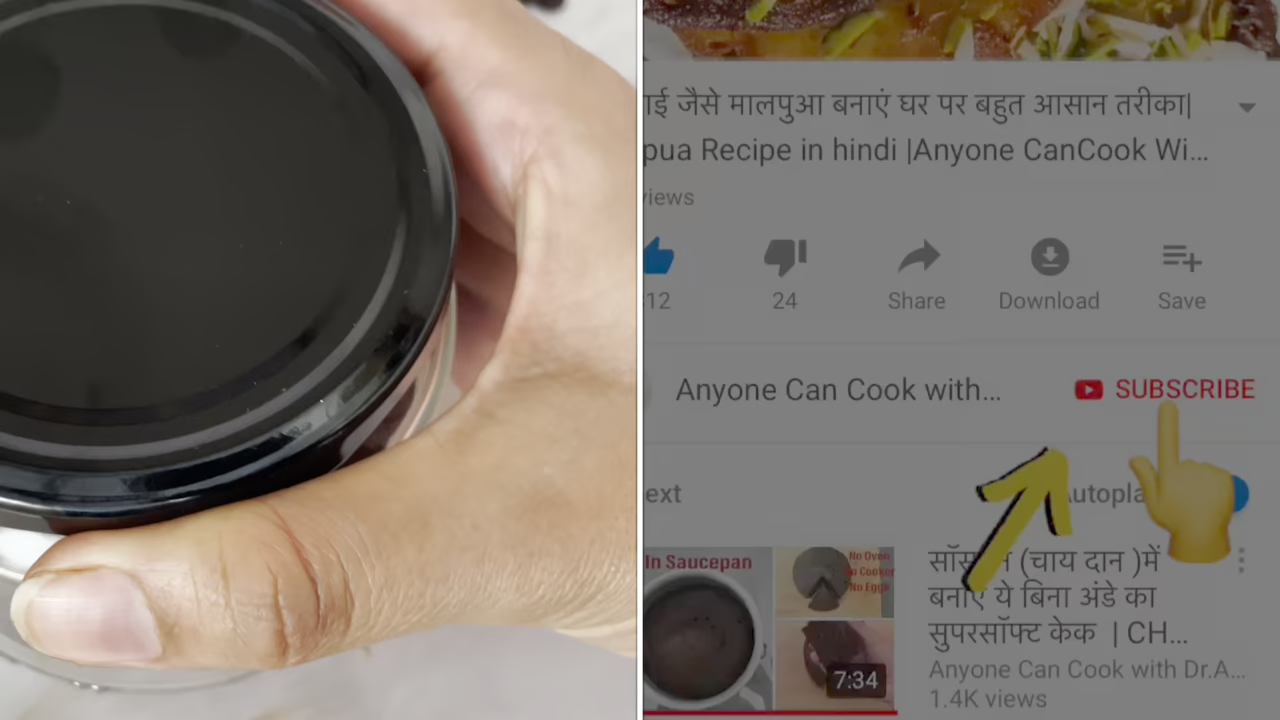 ाई जैसे मालपुआ बनाएं घर पर बहुत आसान तरीका|
pua Recipe in hindi |Anyone CanCook Wi...
views
12
24
Share
Download
Save
Anyone Can Cook with...
SUBSCRIBE
ext
Autopla
In Saucepan
No Oven
No Cooker
No Eggs
7:34
(चाय दान )में
बनाएं ये बिना अंडे का
सुपरसॉफ्ट केक | CH...
Anyone Can Cook with Dr.A...
1.4K views